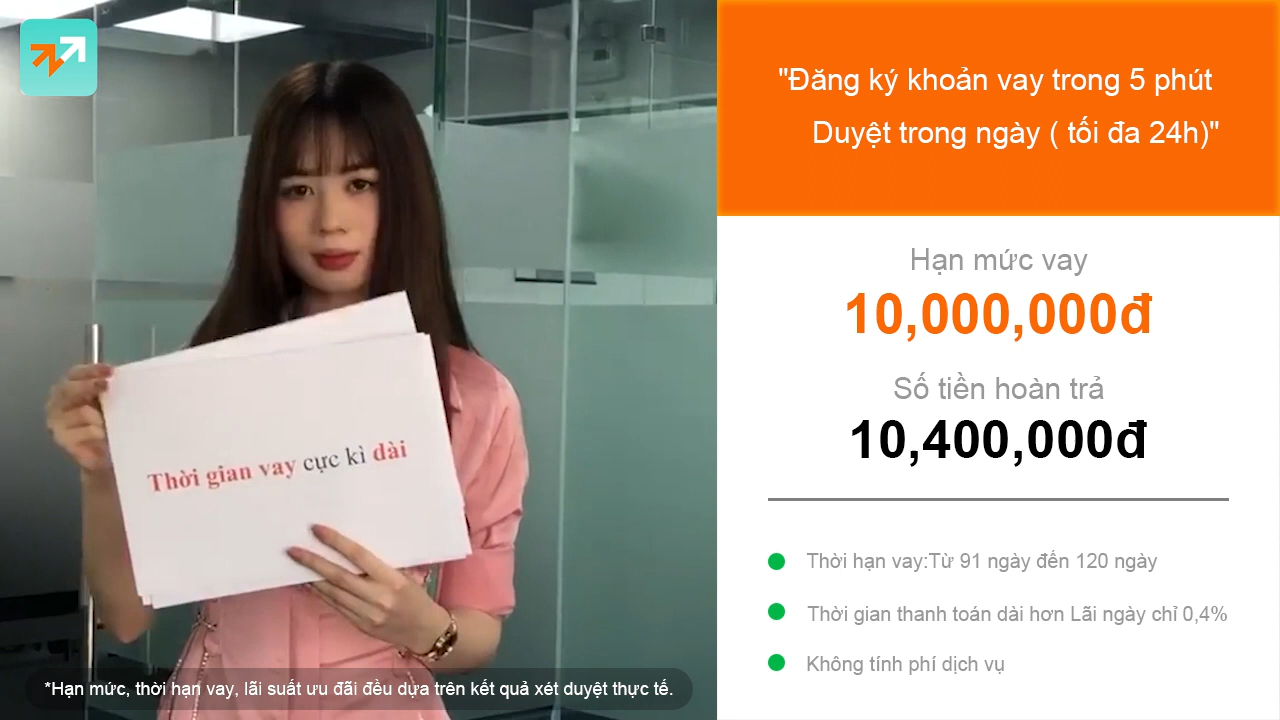 "Đăng ký khoản vay trong 5 phút
Duyệt trong ngày ( tối đa 24h)"
Hạn mức vay
10,000,000đ
Số tiền hoàn trả
10,400,000đ
Thời hạn vay:Từ 91 ngày đến 120 ngày
Thời gian thanh toán dài hơn Lãi ngày chỉ 0,4%
Không tính phí dịch vụ
Thời gian vay cực kì dài
*Hạn mức, thời hạn vay, lãi suất ưu đãi đều dựa trên kết quả xét duyệt thực tế.